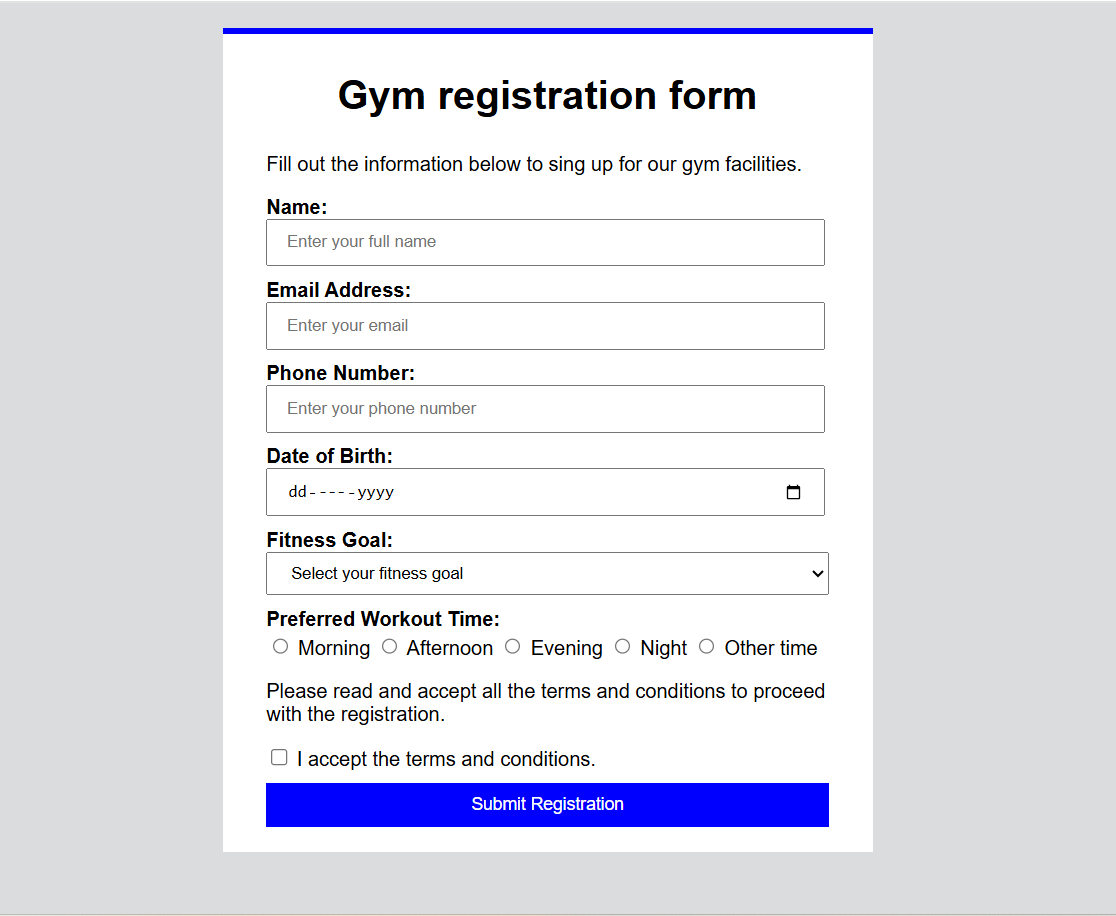 Gym registration form
Fill out the information below to sing up for our gym facilities.
Name:
Enter your full name
Email Address:
Enter your email
Phone Number:
Enter your phone number
Date of Birth:
dd-----yyyy
Fitness Goal:
Select your fitness goal
Preferred Workout Time:
Morning Afternoon Evening Night Other time
Please read and accept all the terms and conditions to proceed
with the registration.
I accept the terms and conditions.
Submit Registration